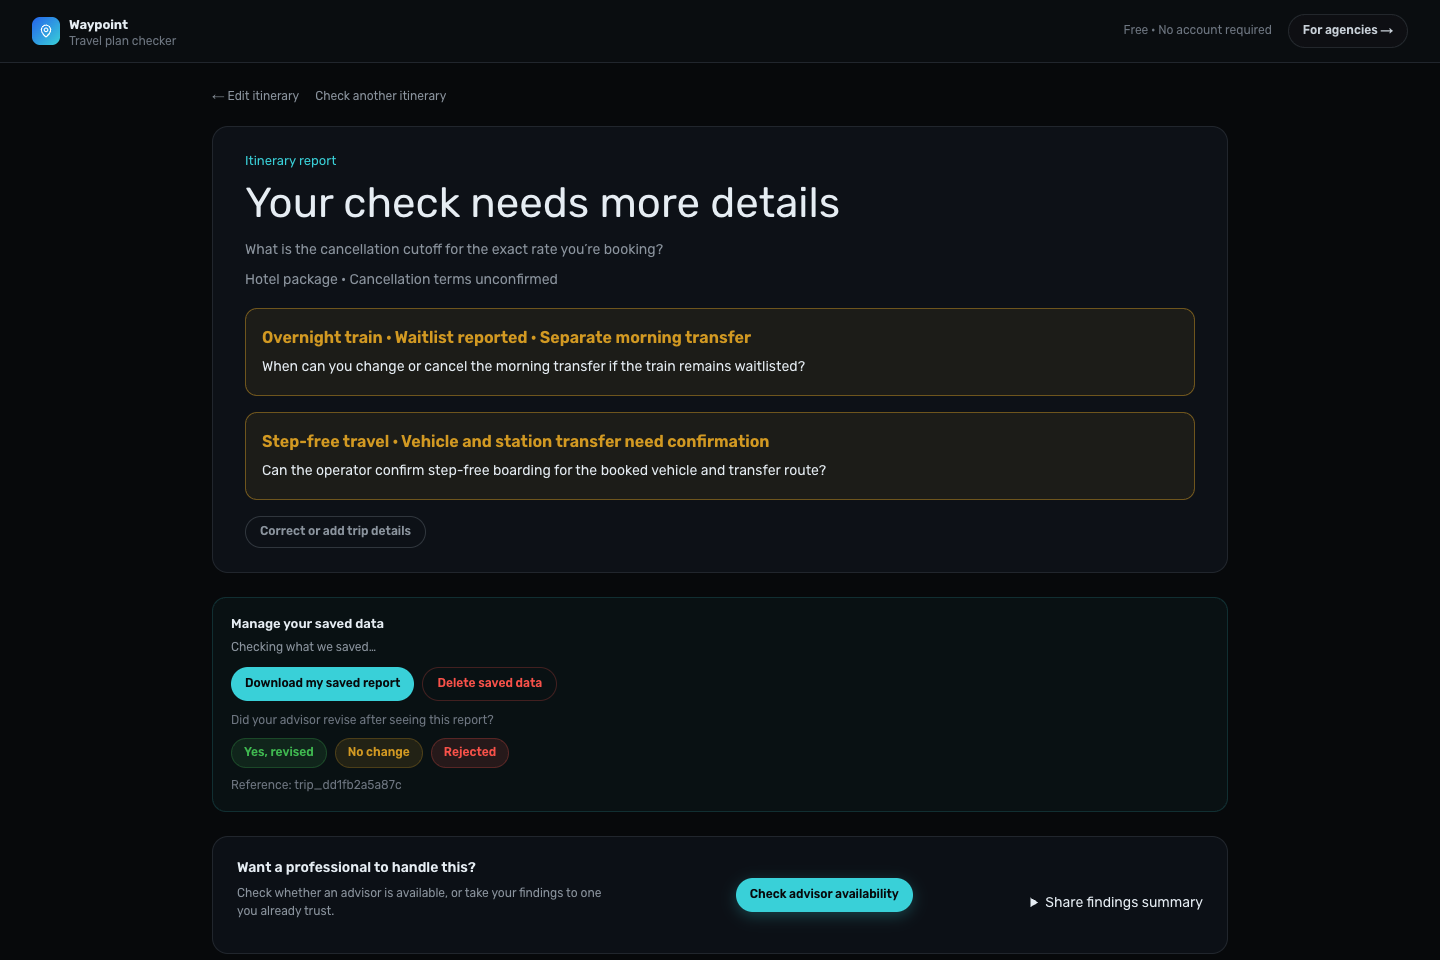 Waypoint
Travel plan checker
Free • No account required
For agencies →
← Edit itinerary
Check another itinerary
Itinerary report
Your check needs more details
What is the cancellation cutoff for the exact rate you're booking?
Hotel package • Cancellation terms unconfirmed
Overnight train • Waitlist reported • Separate morning transfer
When can you change or cancel the morning transfer if the train remains waitlisted?
Step-free travel • Vehicle and station transfer need confirmation
Can the operator confirm step-free boarding for the booked vehicle and transfer route?
Correct or add trip details
Manage your saved data
Checking what we saved…
Download my saved report
Delete saved data
Did your advisor revise after seeing this report?
Yes, revised
No change
Rejected
Reference: trip_dd1fb2a5a87c
Want a professional to handle this?
Check whether an advisor is available, or take your findings to one
you already trust.
Check advisor availability
▶ Share findings summary